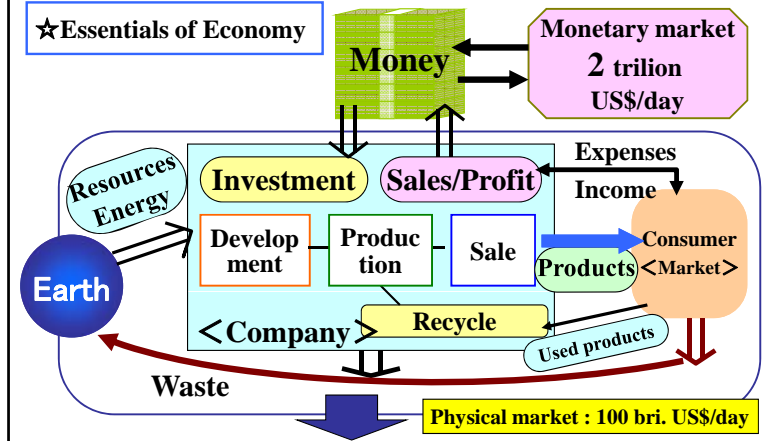 ☆Essentials of Economy
Money
Monetary market
2 trilion
US$/day
Resources
Energy
Investment
Sales/Profit
Expenses
Income
Develop
ment
Produc
tion
Sale
Products
Consumer
＜Market＞
Earth
＜Company＞
Recycle
Used products
Waste
Physical market : 100 bri. US$/day